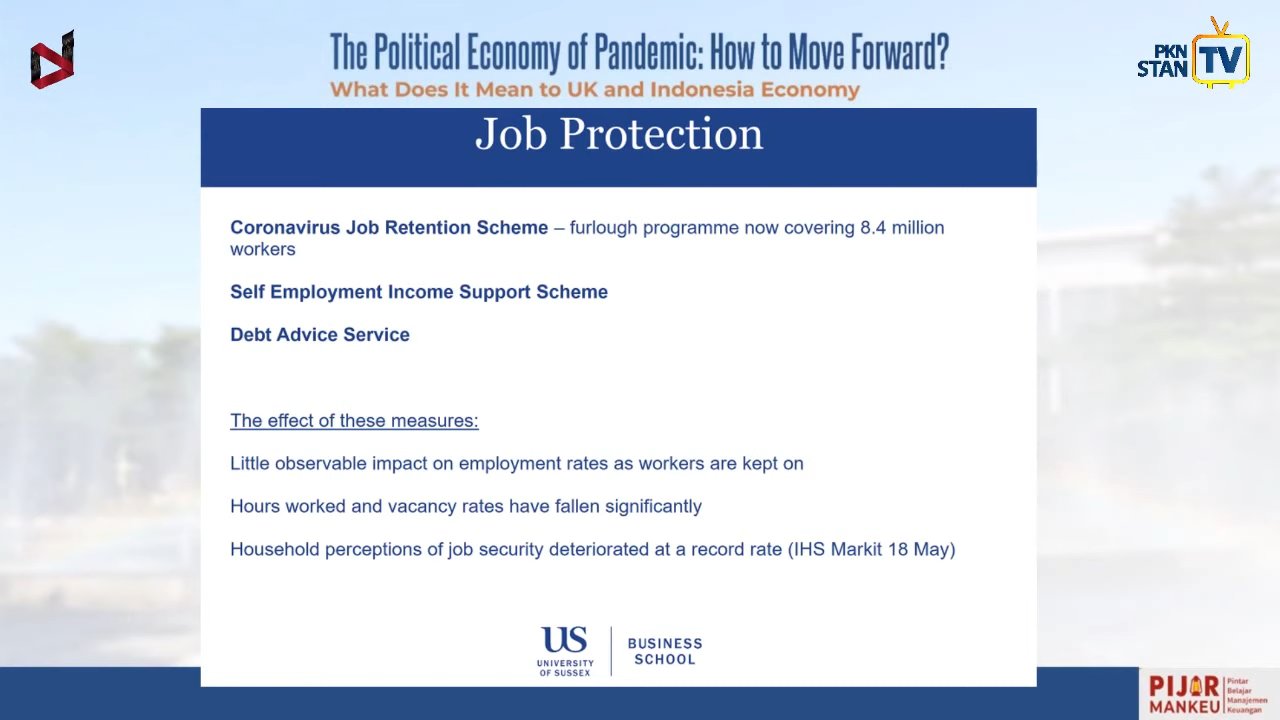 The Political Economy of Pandemic: How to Move Forward?
What Does It Mean to UK and Indonesia Economy
PKN
STAN TV
Job Protection
Coronavirus Job Retention Scheme – furlough programme now covering 8.4 million
workers
Self Employment Income Support Scheme
Debt Advice Service
The effect of these measures:
Little observable impact on employment rates as workers are kept on
Hours worked and vacancy rates have fallen significantly
Household perceptions of job security deteriorated at a record rate (IHS Markit 18 May)
US
UNIVERSITY
OF SUSSEX
BUSINESS
SCHOOL
PIJAR
MANKEU
Pintar
Belajar
Manajemen
Keuangan